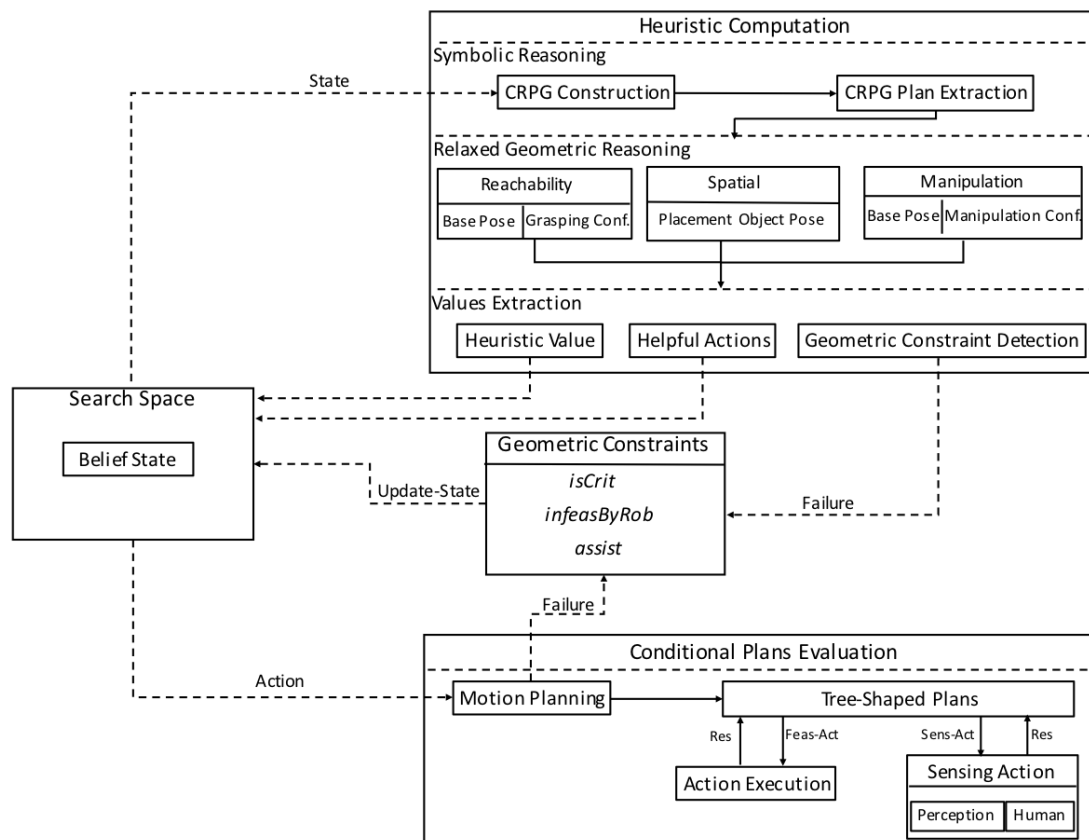 Heuristic Computation
Symbolic Reasoning
State
CRPG Construction
CRPG Plan Extraction
Relaxed Geometric Reasoning
Reachability
Base Pose
Grasping Conf.
Spatial
Placement Object Pose
Manipulation
Base Pose
Manipulation Conf.
Values Extraction
Heuristic Value
Helpful Actions
Geometric Constraint Detection
Search Space
Belief State
Geometric Constraints
isCrit
infeasByRob
assist
Update-State
Failure
Failure
Conditional Plans Evaluation
Action
Motion Planning
Tree-Shaped Plans
Res
Feas-Act
Sens-Act
Res
Action Execution
Sensing Action
Perception
Human